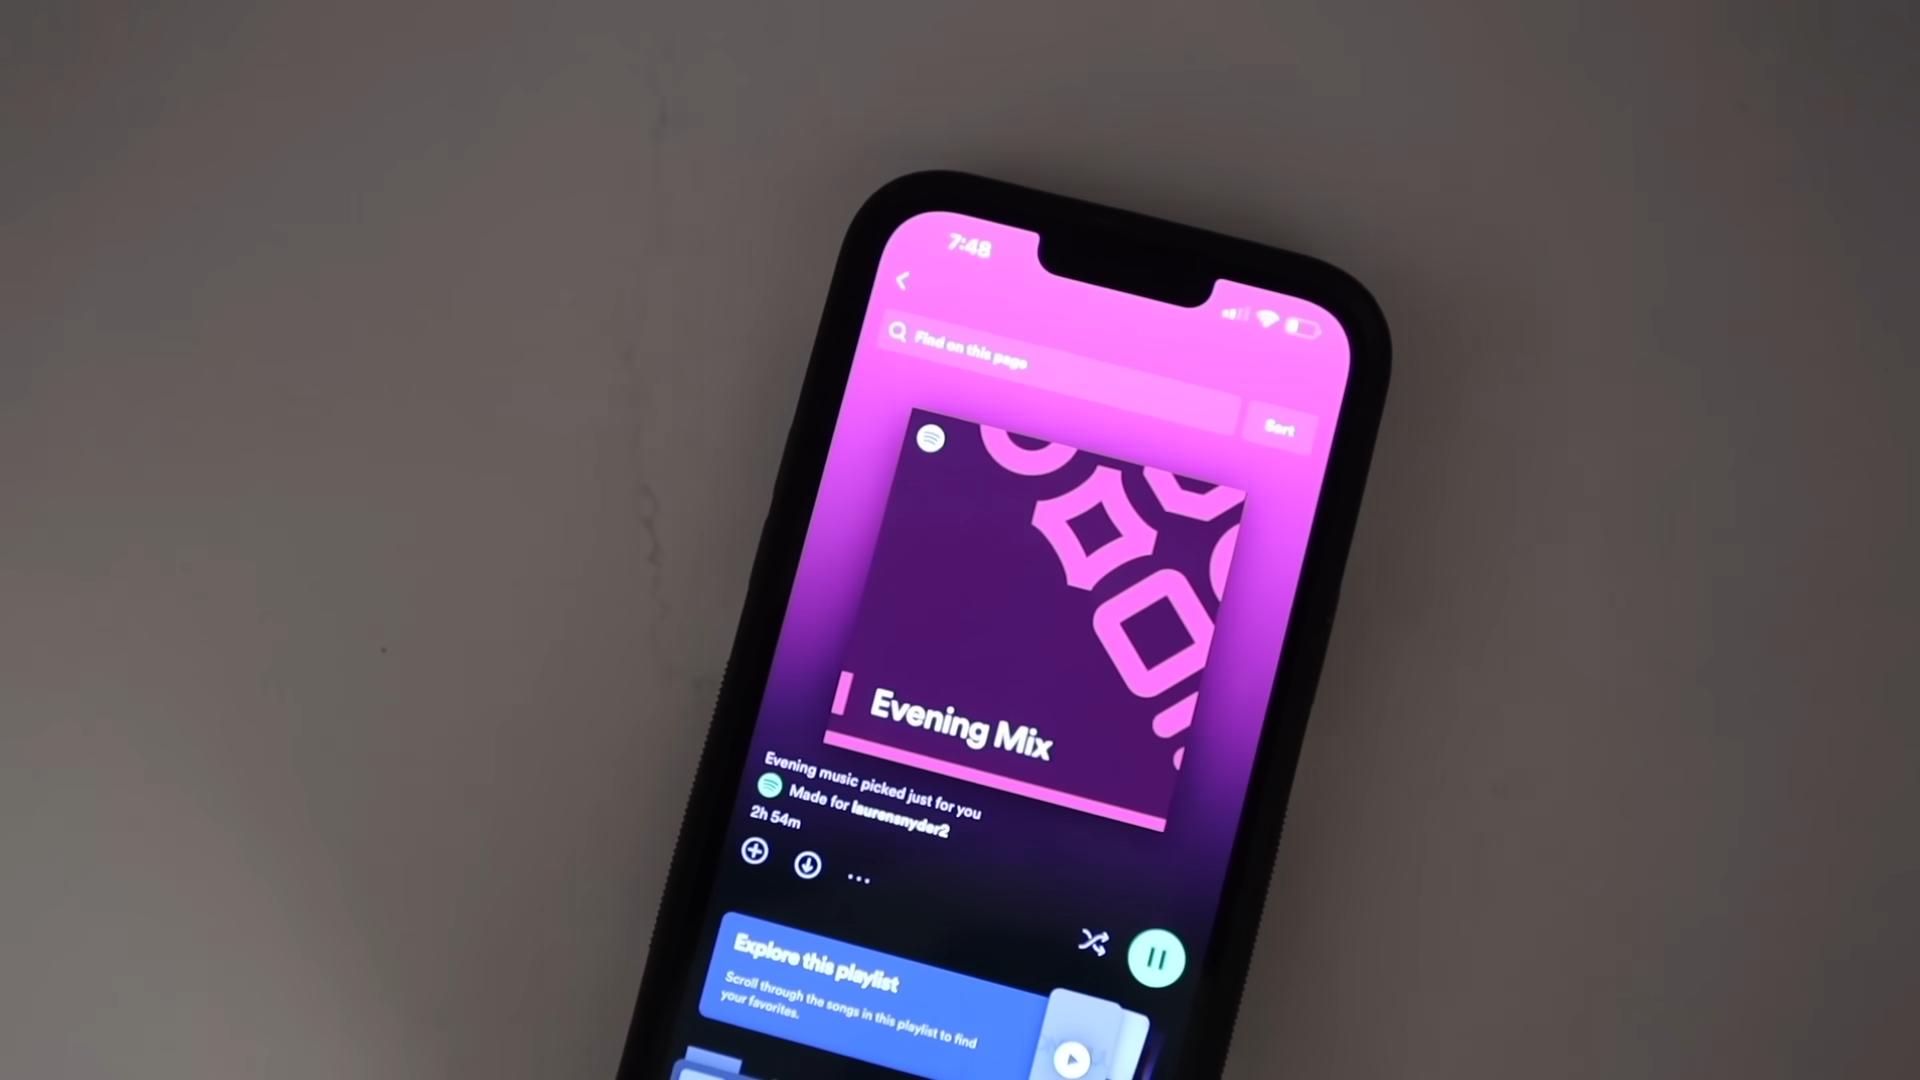 7:48
Find on this page
Sort
Evening Mix
Evening music picked just for you
Made for laurensnyder2
2h 54m
Explore this playlist
Scroll through the songs in this playlist to find
your favorites.